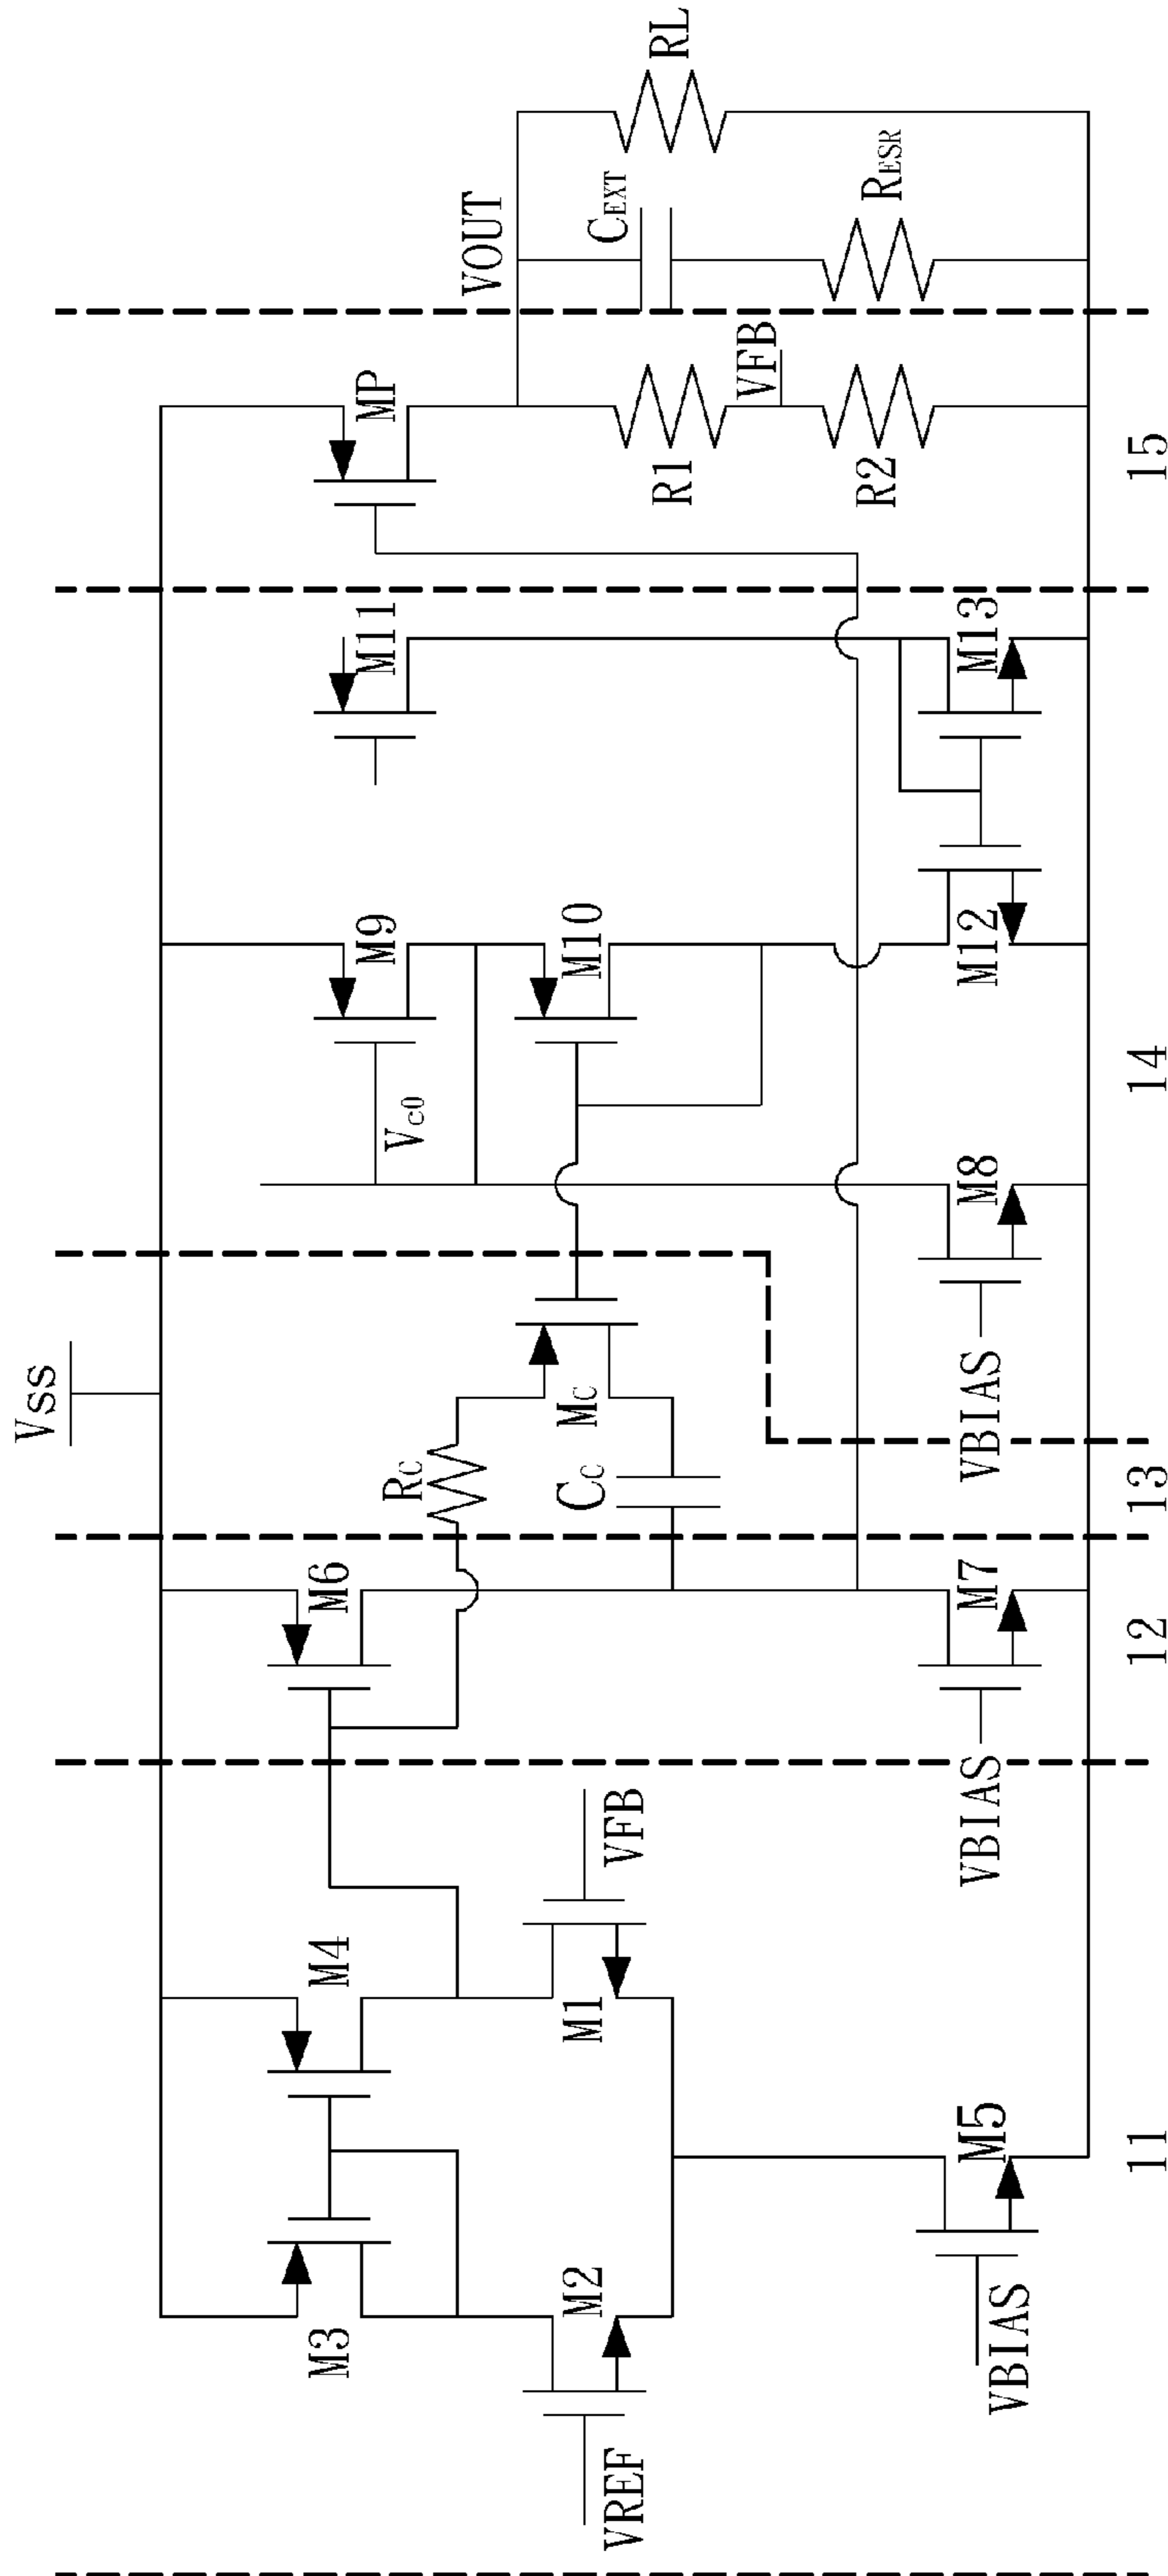 Vss
M3
M4
M6
RC
MC
CC
Vc0
M9
M10
M11
MP
VOUT
CEXT
RL
RESR
R1
VFB
R2
VREF
M2
M1
VFB
VBIAS
M5
VBIAS
M7
VBIAS
M8
M12
M13
11
12
13
14
15